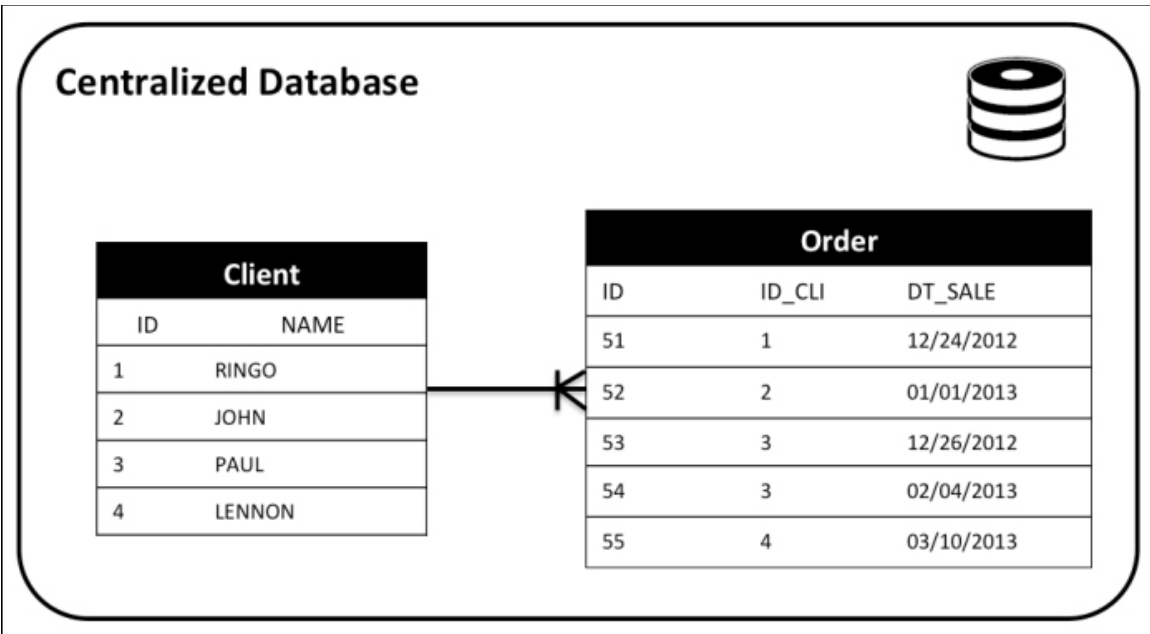 Centralized Database
Client
ID NAME
1 RINGO
2 JOHN
3 PAUL
4 LENNON
Order
ID ID_CLI DT_SALE
51 1 12/24/2012
52 2 01/01/2013
53 3 12/26/2012
54 3 02/04/2013
55 4 03/10/2013